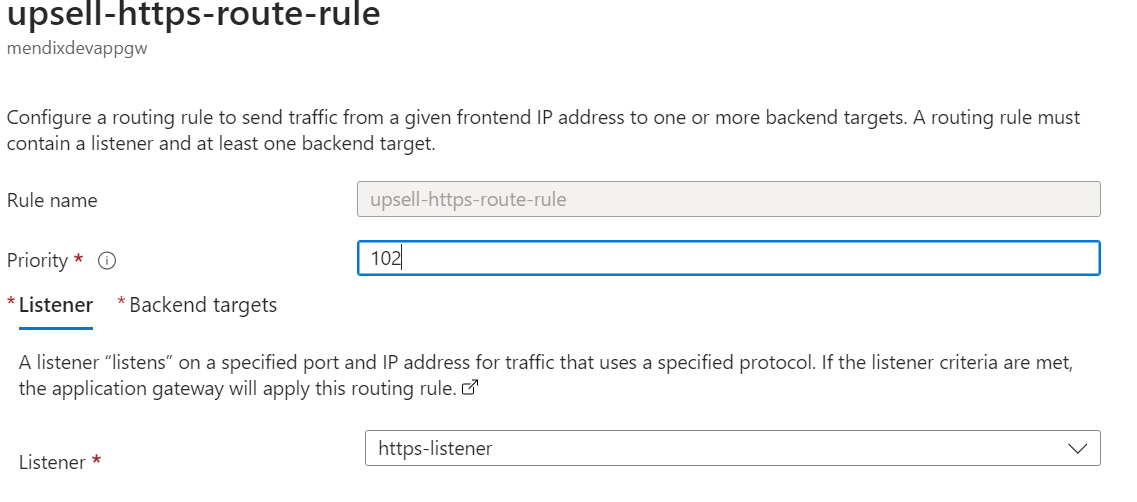 upsell-https-route-rule
mendixdevappgw
Configure a routing rule to send traffic from a given frontend IP address to one or more backend targets. A routing rule must
contain a listener and at least one backend target.
Rule name
upsell-https-route-rule
Priority *
102
* Listener * Backend targets
A listener “listens” on a specified port and IP address for traffic that uses a specified protocol. If the listener criteria are met,
the application gateway will apply this routing rule.
Listener *
https-listener